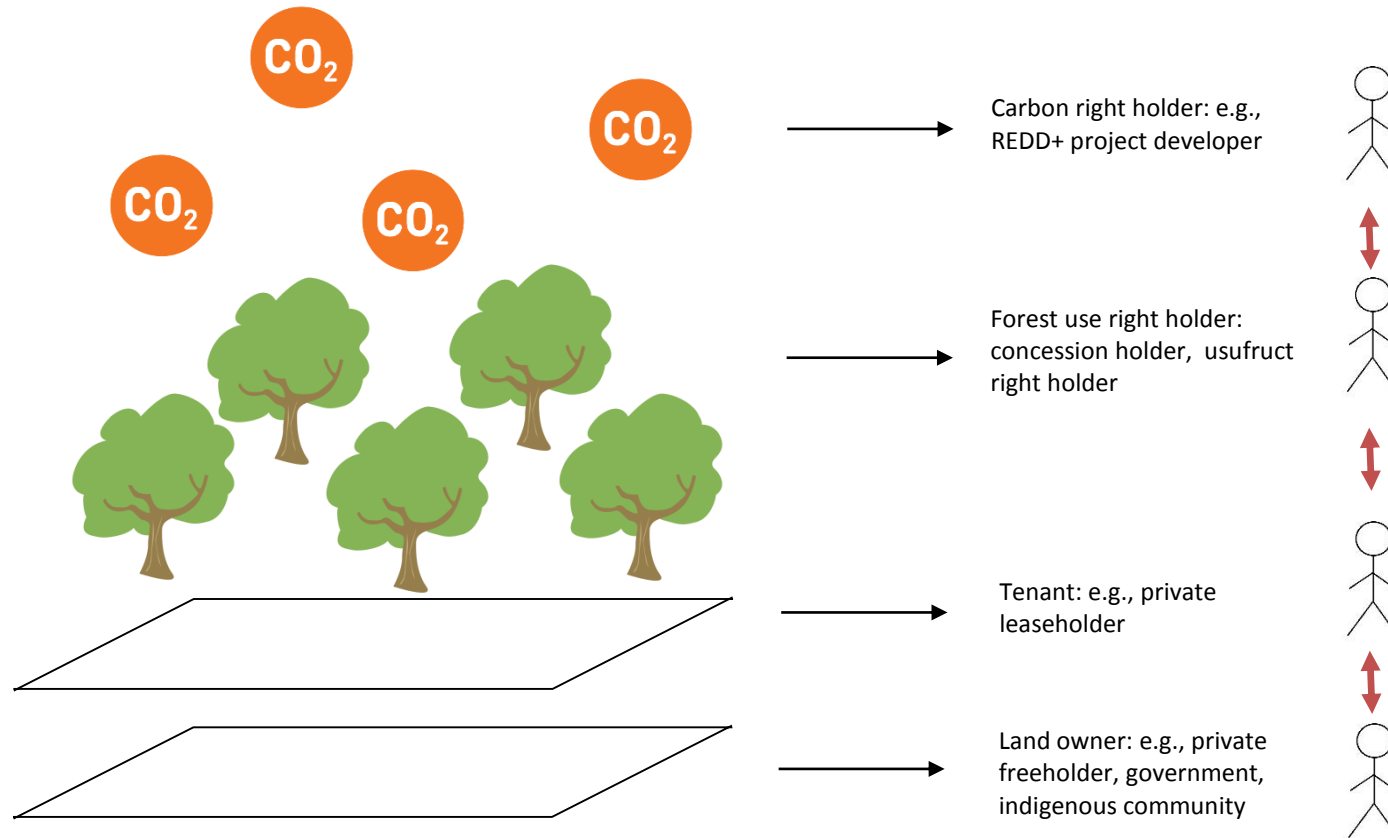 CO₂
CO₂
CO₂
CO₂
Carbon right holder: e.g.,
REDD+ project developer
Forest use right holder:
concession holder, usufruct
right holder
Tenant: e.g., private
leaseholder
Land owner: e.g., private
freeholder, government,
indigenous community